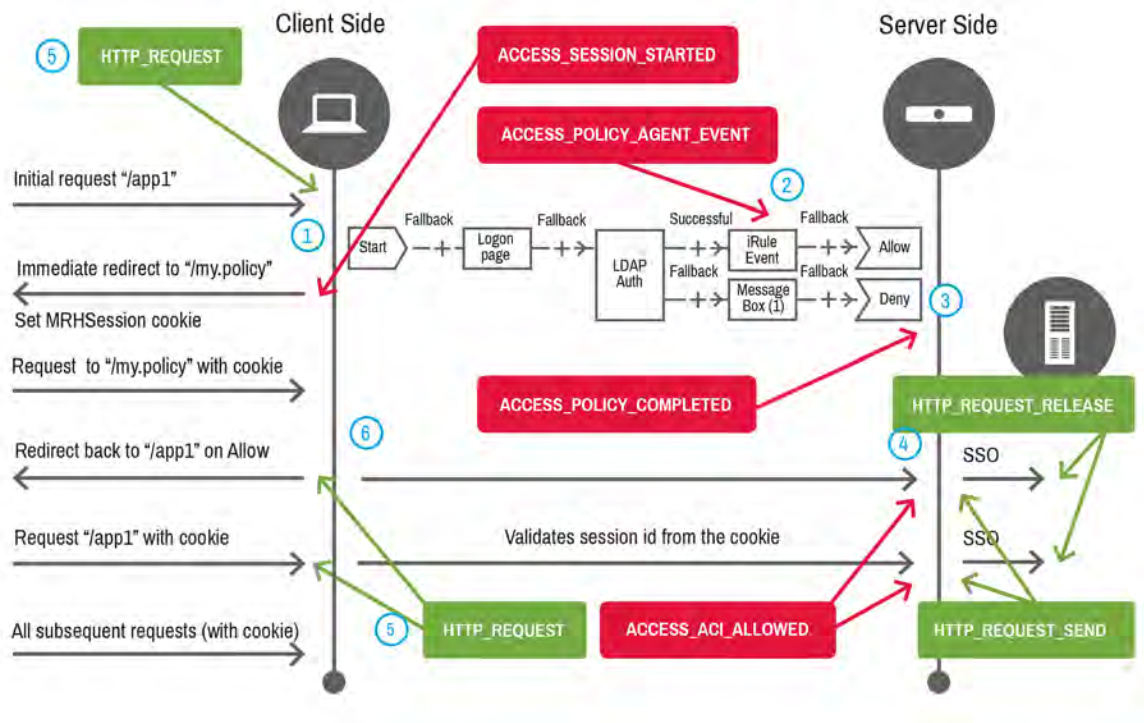 Client Side
Server Side
5
HTTP_REQUEST
ACCESS_SESSION_STARTED
ACCESS_POLICY_AGENT_EVENT
Initial request "/app1"
2
1
Fallback
Fallback
Successful
Fallback
Start
Logon
page
LDAP
Auth
iRule
Event
Allow
Fallback
Fallback
Message
Box (1)
Deny
3
Immediate redirect to "/my.policy"
Set MRHSession cookie
Request to "/my.policy" with cookie
ACCESS_POLICY_COMPLETED
HTTP_REQUEST_RELEASE
6
4
Redirect back to "/app1" on Allow
SSO
Request "/app1" with cookie
Validates session id from the cookie
SSO
All subsequent requests (with cookie)
5
HTTP_REQUEST
ACCESS_ACI_ALLOWED
HTTP_REQUEST_SEND